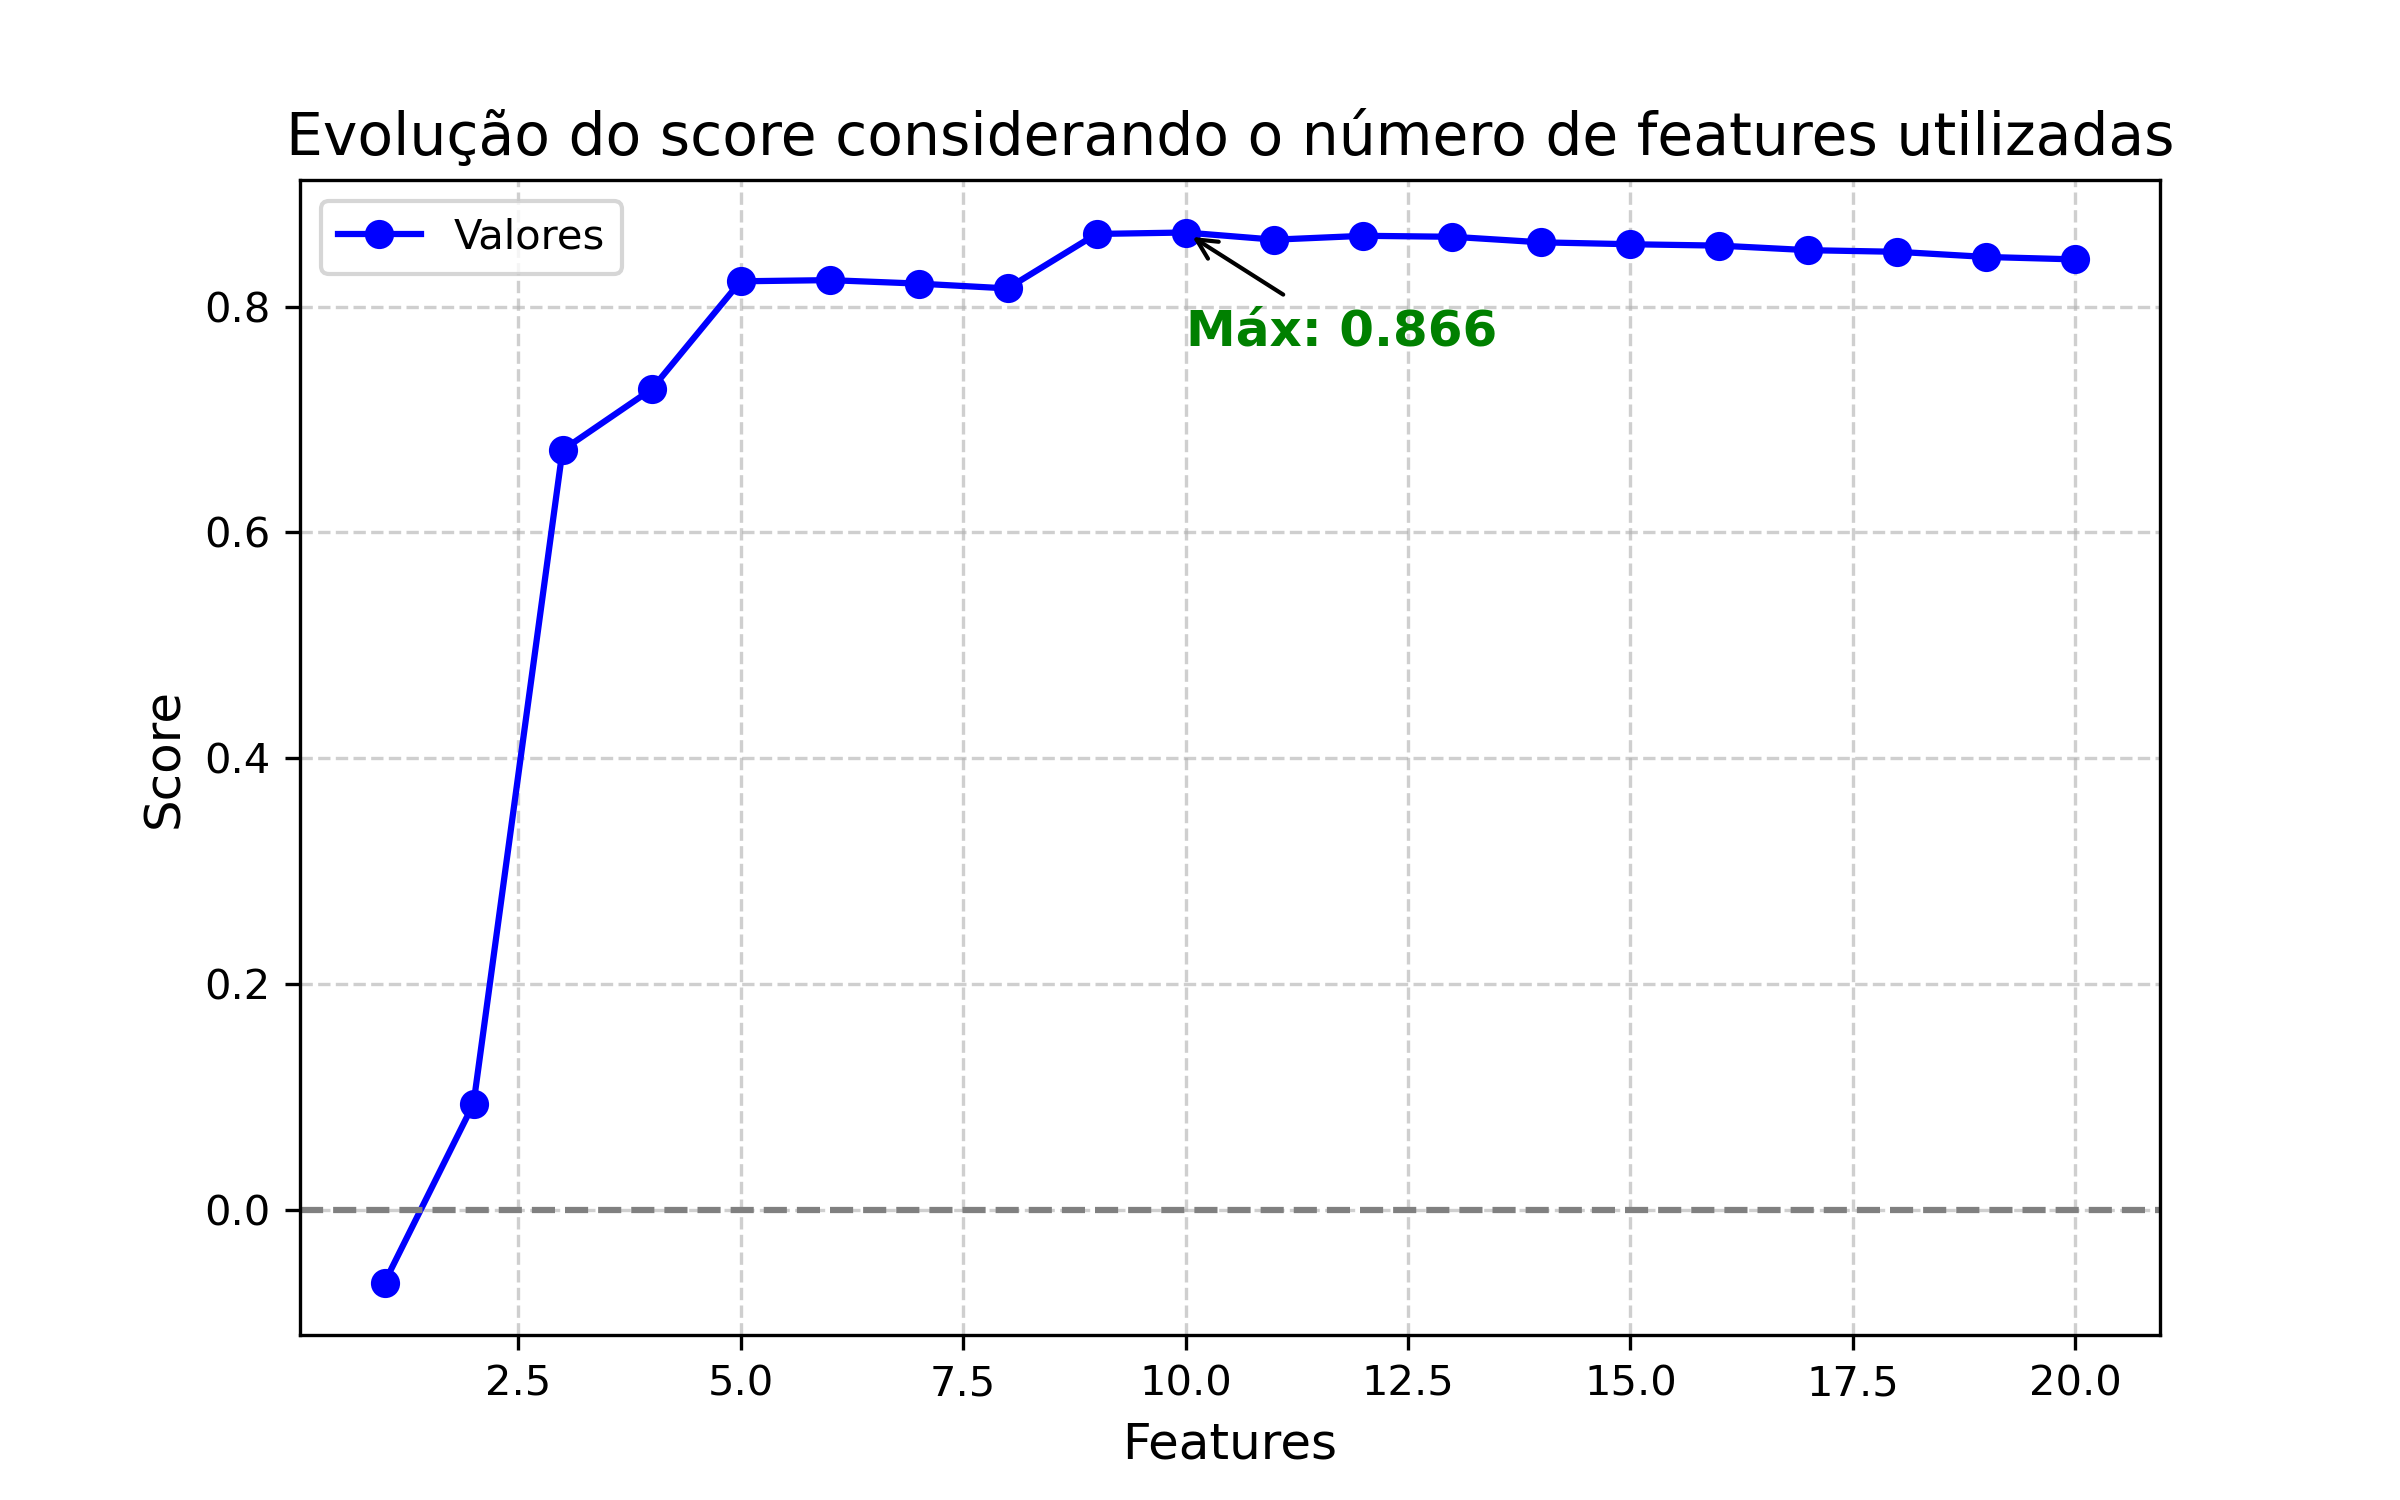 Evolução do score considerando o número de features utilizadas
Valores
Máx: 0.866
0.8
0.6
0.4
0.2
0.0
Score
2.5 5.0 7.5 10.0 12.5 15.0 17.5 20.0
Features